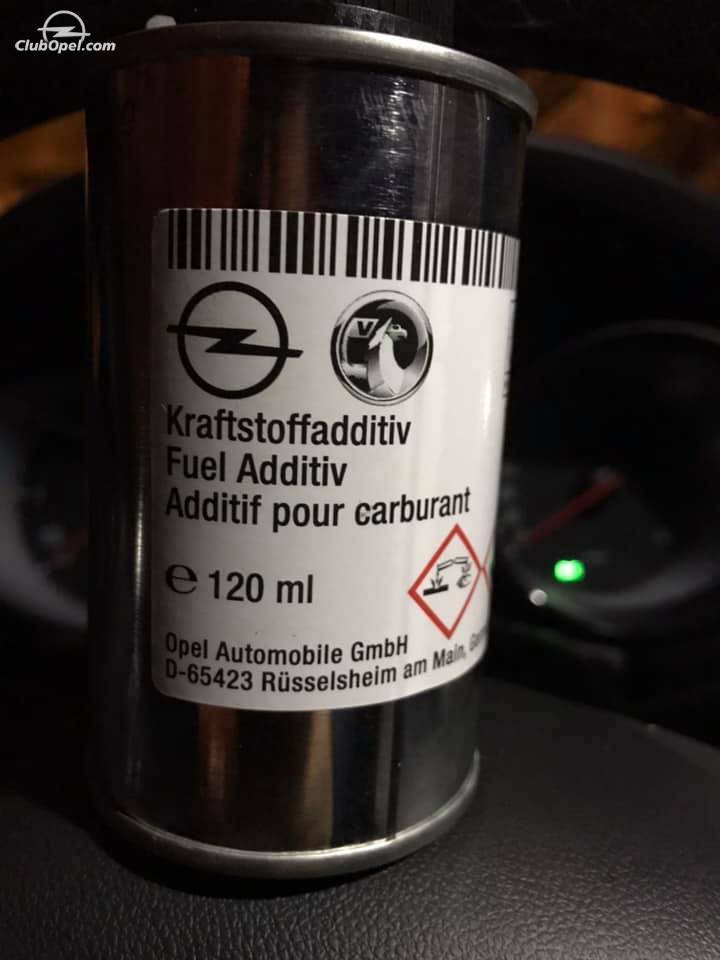 ClubOpel.com
Kraftstoffadditiv
Fuel Additiv
Additif pour carburant
e 120 ml
Opel Automobile GmbH
D-65423 Rüsselsheim am Main,
V